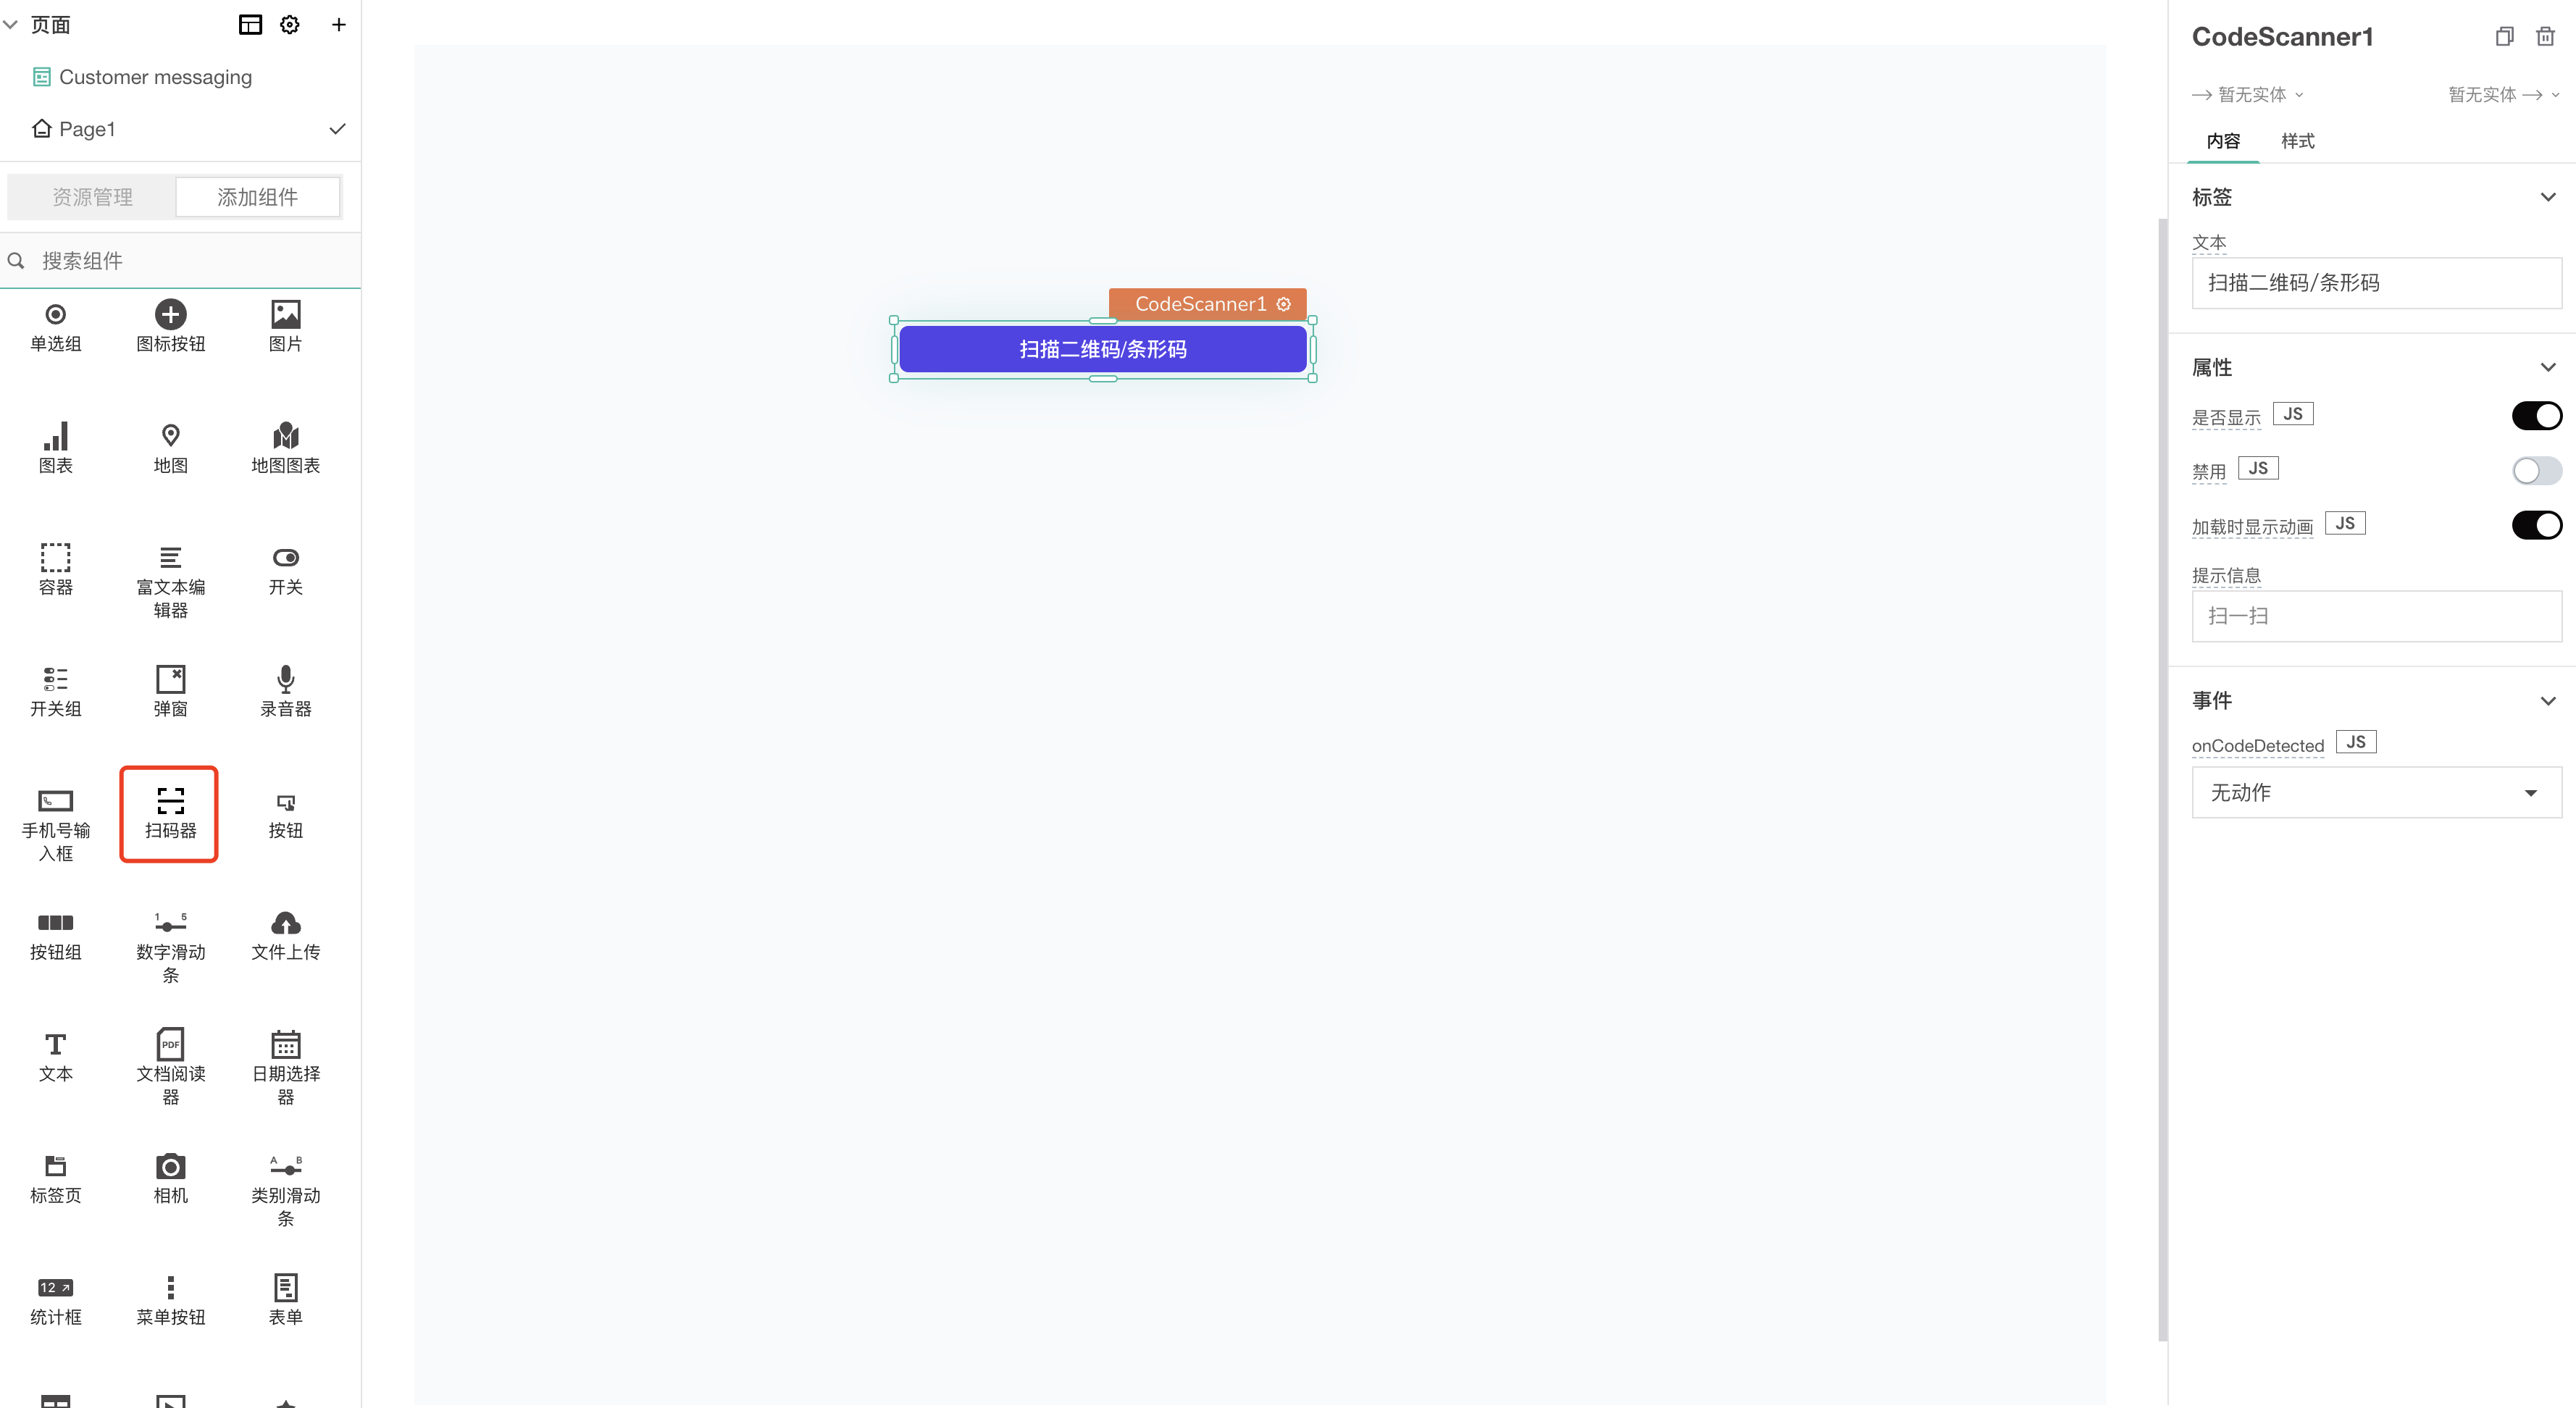 页面
Customer messaging
Page1
资源管理
添加组件
搜索组件
单选组
图标按钮
图片
图表
地图
地图图表
容器
富文本编
辑器
开关
开关组
弹窗
录音器
手机号输
入框
扫码器
按钮
按钮组
1 5
数字滑动
条
文件上传
T
文本
PDF
文档阅读
器
日期选择
器
标签页
相机
A B
类别滑动
条
12
统计框
菜单按钮
表单
CodeScanner1
扫描二维码/条形码
CodeScanner1
暂无实体
暂无实体
内容
样式
标签
文本
扫描二维码/条形码
属性
是否显示 JS
禁用 JS
加载时显示动画 JS
提示信息
扫一扫
事件
onCodeDetected JS
无动作